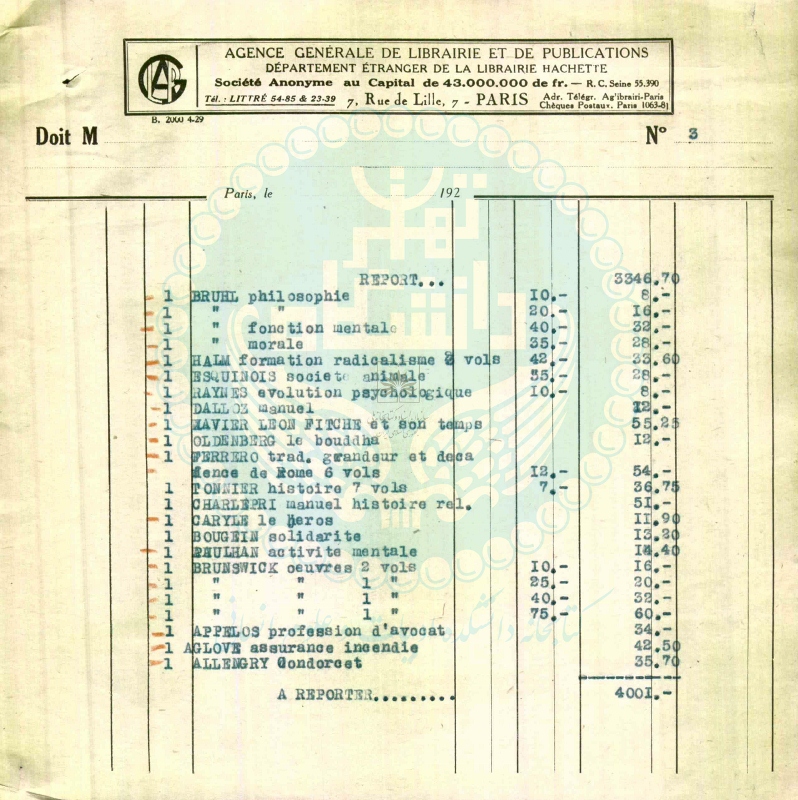 AGENCE GÉNÉRALE DE LIBRAIRIE ET DE PUBLICATIONS
DÉPARTEMENT ÉTRANGER DE LA LIBRAIRIE HACHETTE
Société Anonyme au Capital de 43.000.000 de fr. — R.C. Seine 55.390
Tél. : LITTRÉ 54-85 & 23-39 7, Rue de Lille, 7 - PARIS Adr. Télégr. Ag'librairi-Paris
Chèques Postaux. Paris 1063-81
B. 2000 4-29
Doit M Nº 3
Paris, le 192
REPORT... 3346.70
1 BRUHL philosophie 10.- 8.-
1 " " 20.- 16.-
1 " fonction mentale 40.- 32.-
1 " morale 35.- 28.-
1 HALM formation radicalisme 2 vols 42.- 33.60
1 ESQUINOIS societe animale 35.- 28.-
1 RAYNES evolution psychologique 10.- 8.-
1 DALLOZ manuel 12.-
1 XAVIER LEON FITCHE et son temps 55.25
1 OLDENBERG le bouddha 12.-
1 FERRERO trad. grandeur et deca
dence de Rome 6 vols 12.- 54.-
1 TONNIER histoire 7 vols 7.- 36.75
1 CHARLEPRI manuel histoire rel. 51.-
1 CARYLE le heros 11.90
1 BOUGEIN solidarite 13.20
1 PAULHAN activite mentale 14.40
1 BRUNSWICK oeuvres 2 vols 10.- 16.-
1 " " 1 " 25.- 20.-
1 " " 1 " 40.- 32.-
1 " " 1 " 75.- 60.-
1 APPELOS profession d'avocat 34.-
1 AGLOVE assurance incendie 42.50
1 ALLENGRY Condorcet 35.70
A REPORTER.......... 4001.-